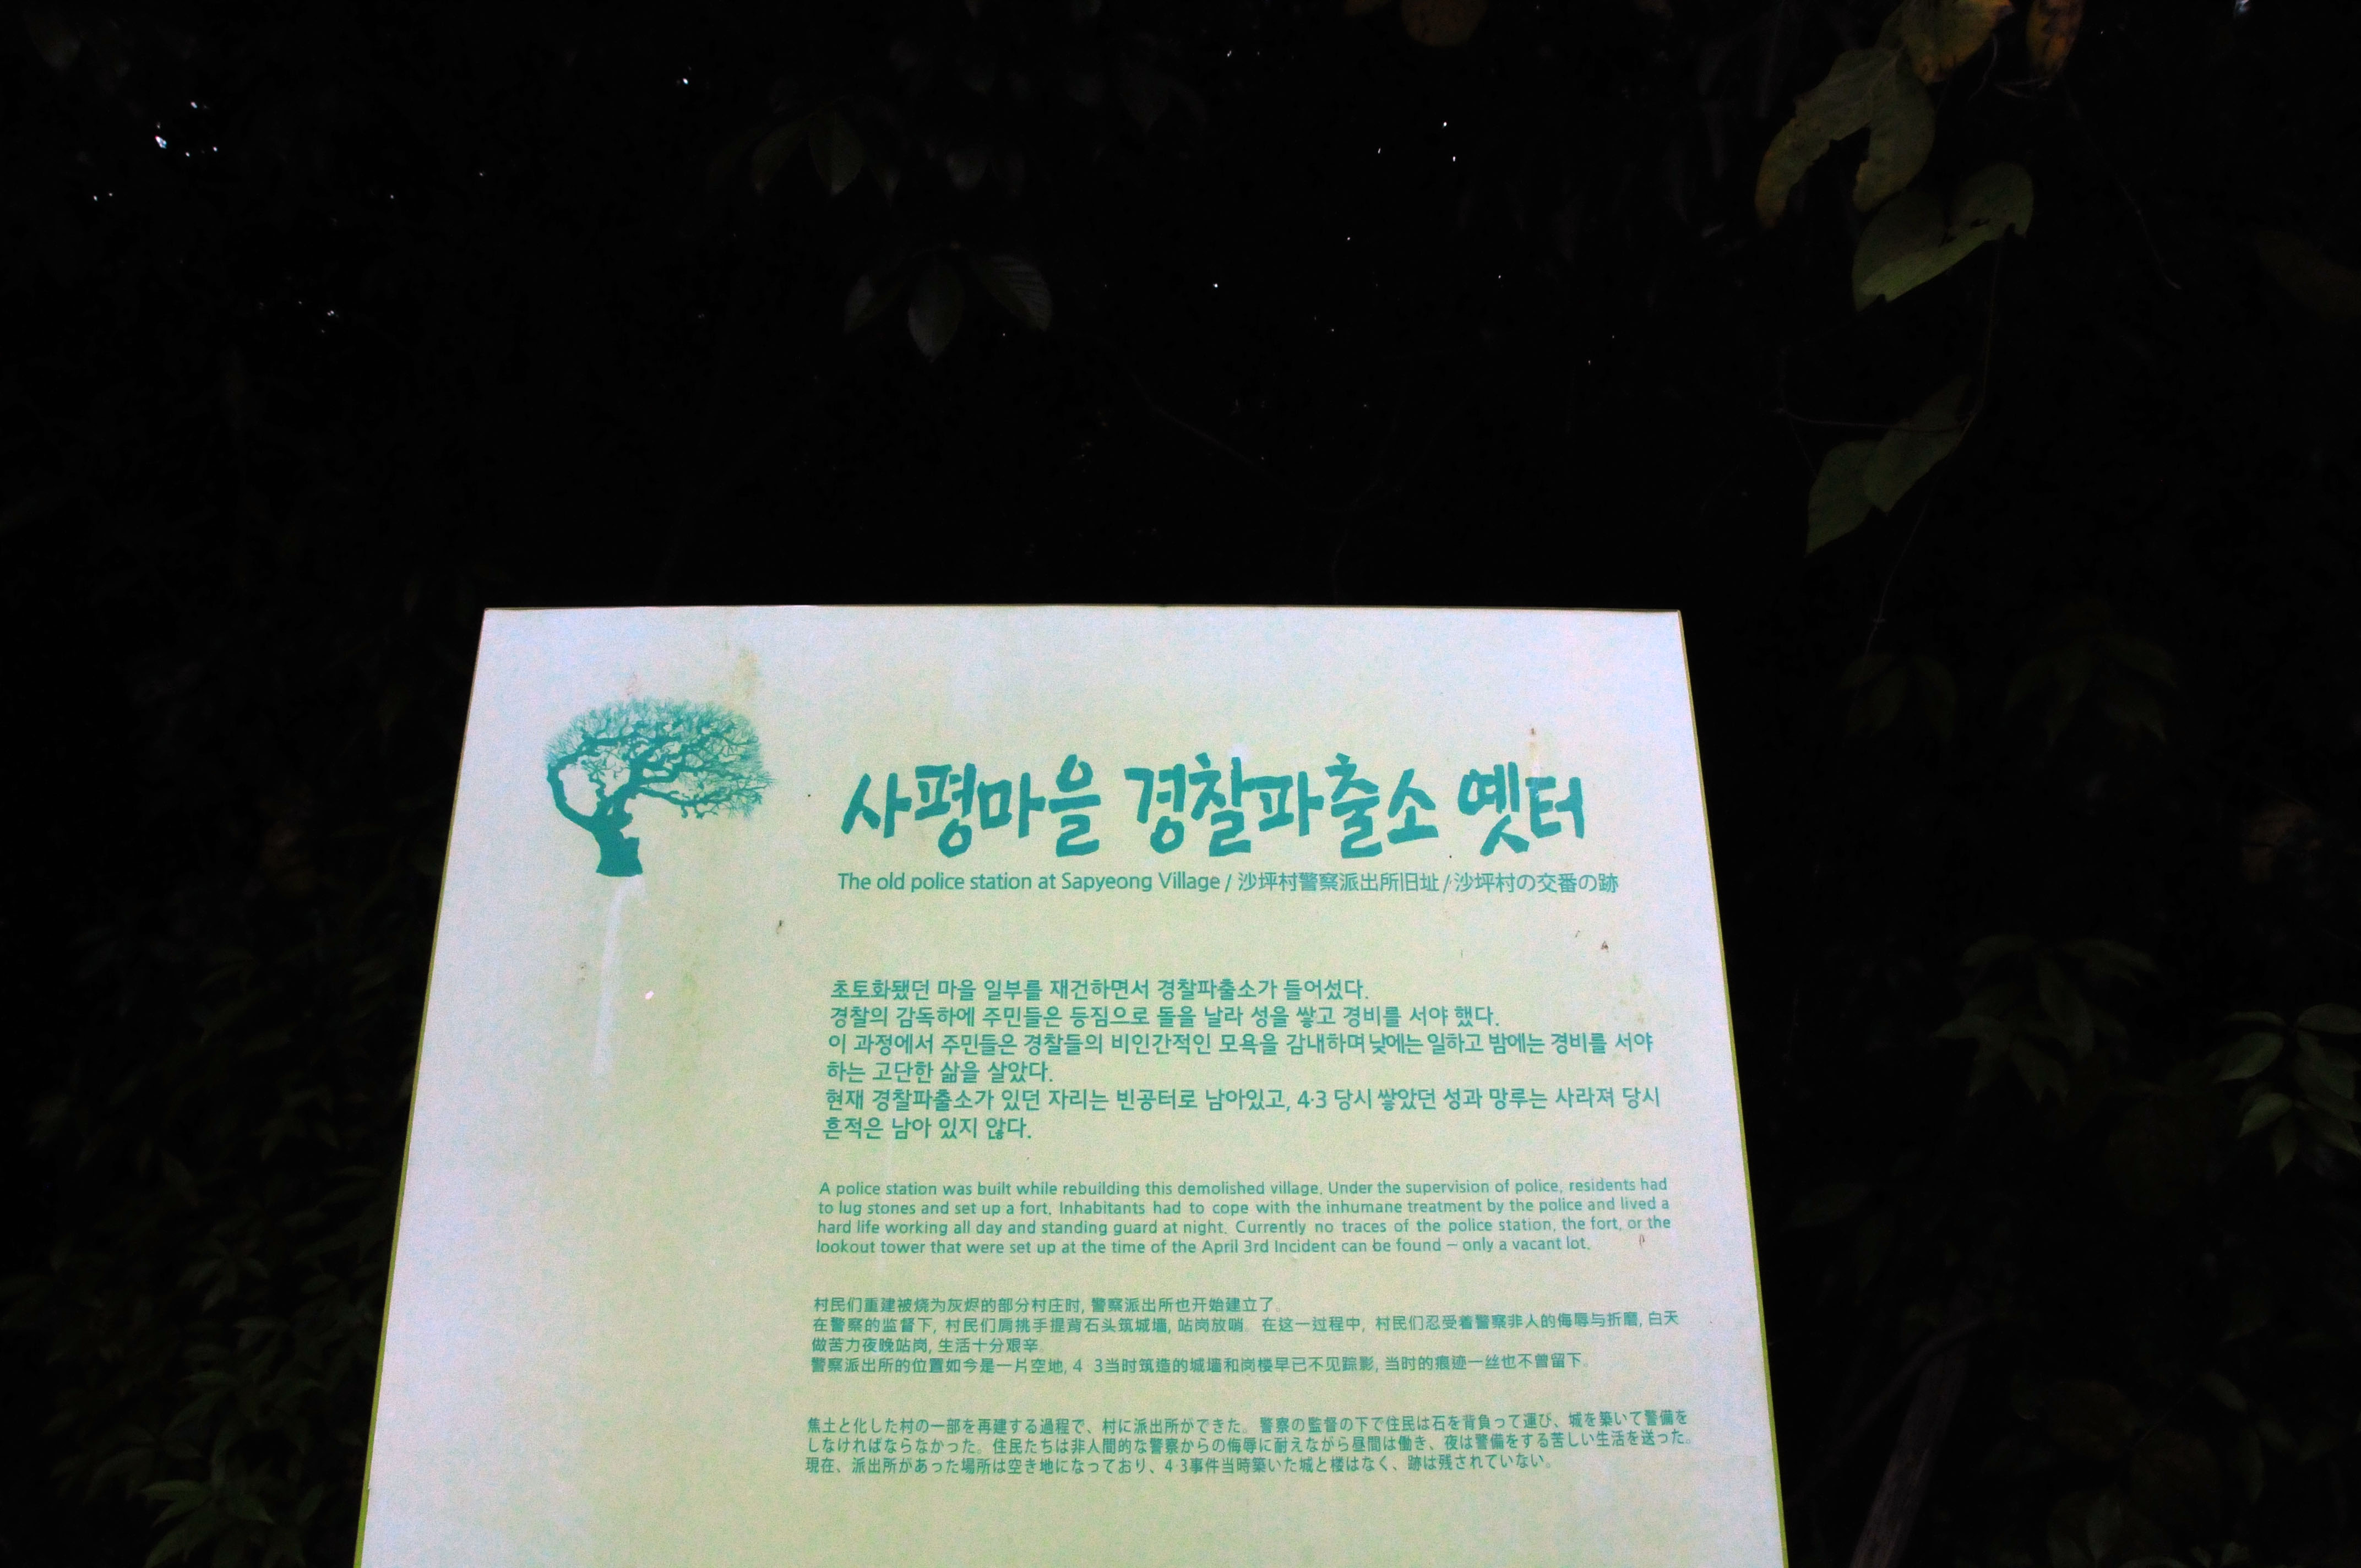 사평마을 경찰파출소 옛터
The old police station at Sapyeong Village / 沙坪村警察派出所旧址 / 沙坪村の交番の跡
초토화됐던 마을 일부를 재건하면서 경찰파출소가 들어섰다.
경찰의 감독하에 주민들은 등짐으로 돌을 날라 성을 쌓고 경비를 서야 했다.
이 과정에서 주민들은 경찰들의 비인간적인 모욕을 감내하며 낮에는 일하고 밤에는 경비를 서야
하는 고단한 삶을 살았다.
현재 경찰파출소가 있던 자리는 빈공터로 남아있고, 4·3 당시 쌓았던 성과 망루는 사라져 당시
흔적은 남아 있지 않다.
A police station was built while rebuilding this demolished village. Under the supervision of police, residents had
to lug stones and set up a fort. Inhabitants had to cope with the inhumane treatment by the police and lived a
hard life working all day and standing guard at night. Currently no traces of the police station, the fort, or the
lookout tower that were set up at the time of the April 3rd Incident can be found – only a vacant lot.
村民们重建被烧为灰烬的部分村庄时, 警察派出所也开始建立了。
在警察的监督下, 村民们肩挑手提背石头筑城墙, 站岗放哨。在这一过程中, 村民们忍受着警察非人的侮辱与折磨, 白天
做苦力夜晚站岗, 生活十分艰辛。
警察派出所的位置如今是一片空地, 4 3当时筑造的城墙和岗楼早已不见踪影, 当时的痕迹一丝也不曾留下。
焦土と化した村の一部を再建する過程で、村に派出所ができた。警察の監督の下で住民は石を背負って運び、城を築いて警備を
しなければならなかった。住民たちは非人間的な警察からの侮辱に耐えながら昼間は働き、夜は警備をする苦しい生活を送った。
現在、派出所があった場所は空き地になっており、4·3事件当時築いた城と楼はなく、跡は残されていない。